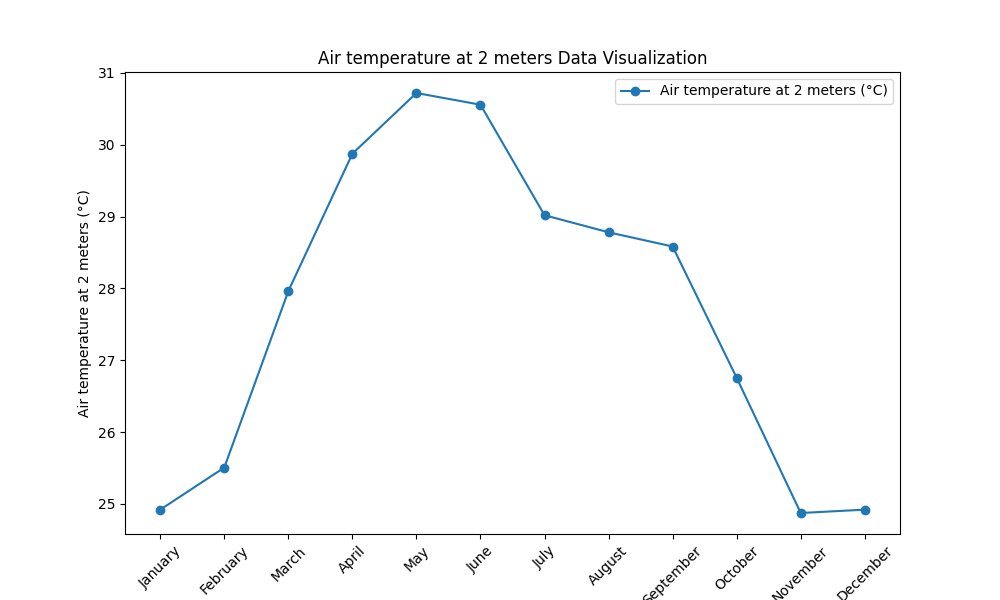 Air temperature at 2 meters Data Visualization
Air temperature at 2 meters (°C)
Air temperature at 2 meters (°C)
31
30
29
28
27
26
25
January
February
March
April
May
June
July
August
September
October
November
December